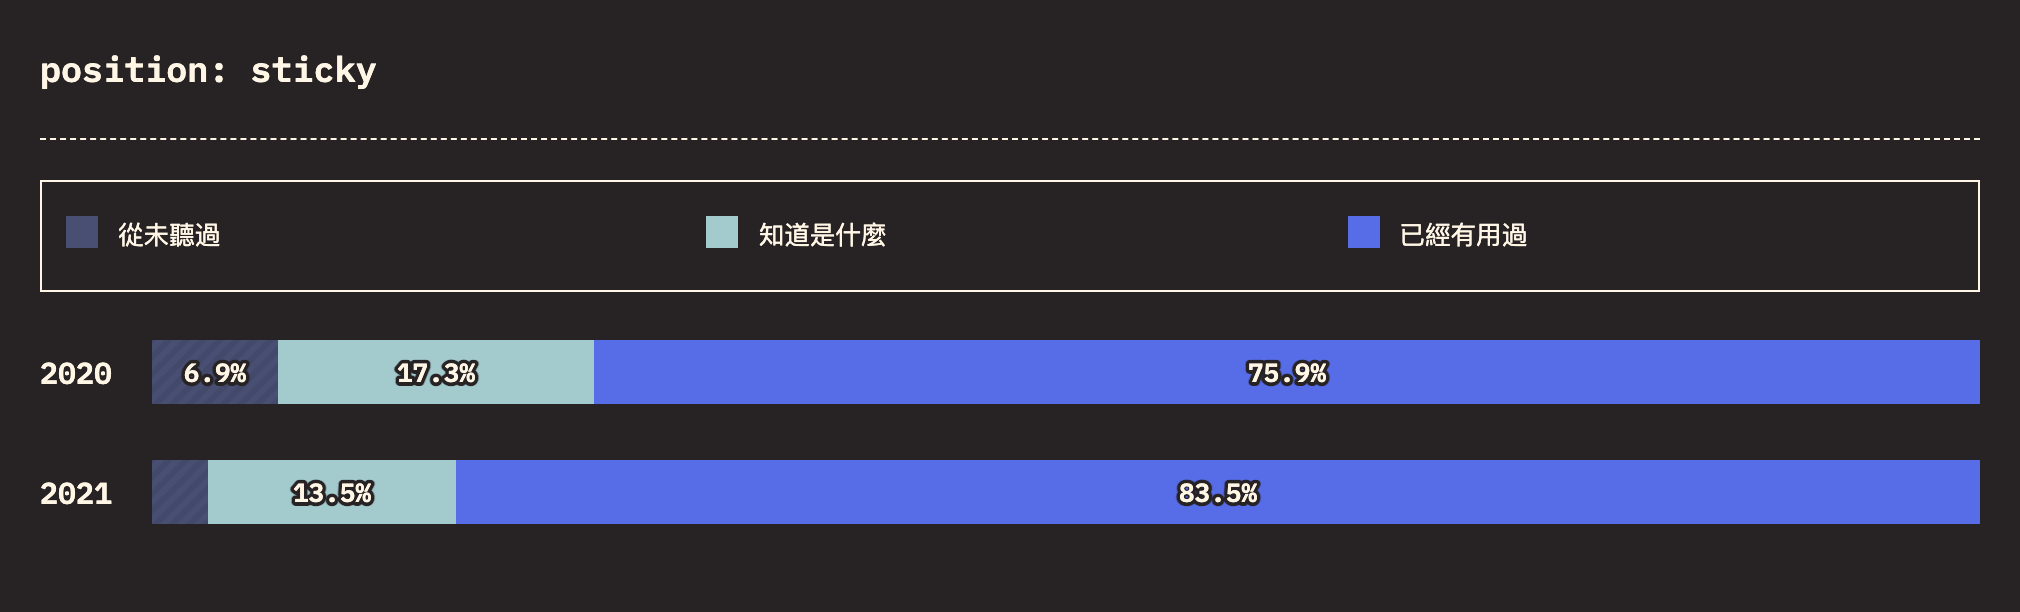 position: sticky
從未聽過 知道是什麼 已經有用過
2020 6.9% 17.3% 75.9%
2021 13.5% 83.5%